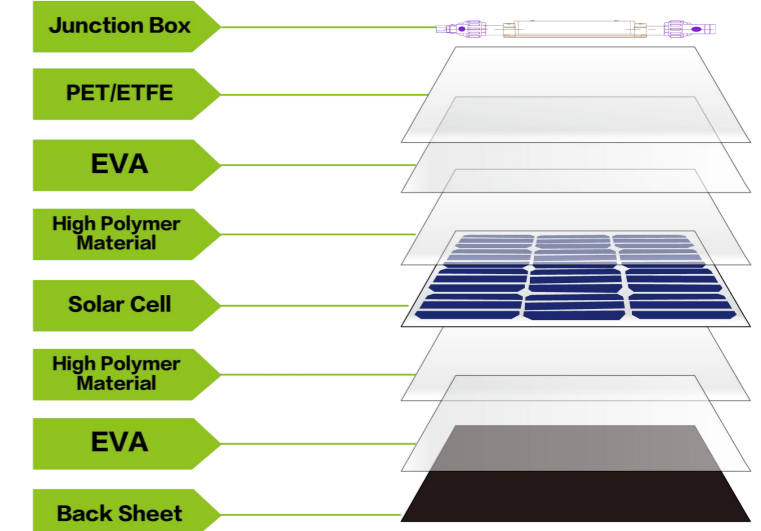 Junction Box
PET/ETFE
EVA
High Polymer
Material
Solar Cell
High Polymer
Material
EVA
Back Sheet